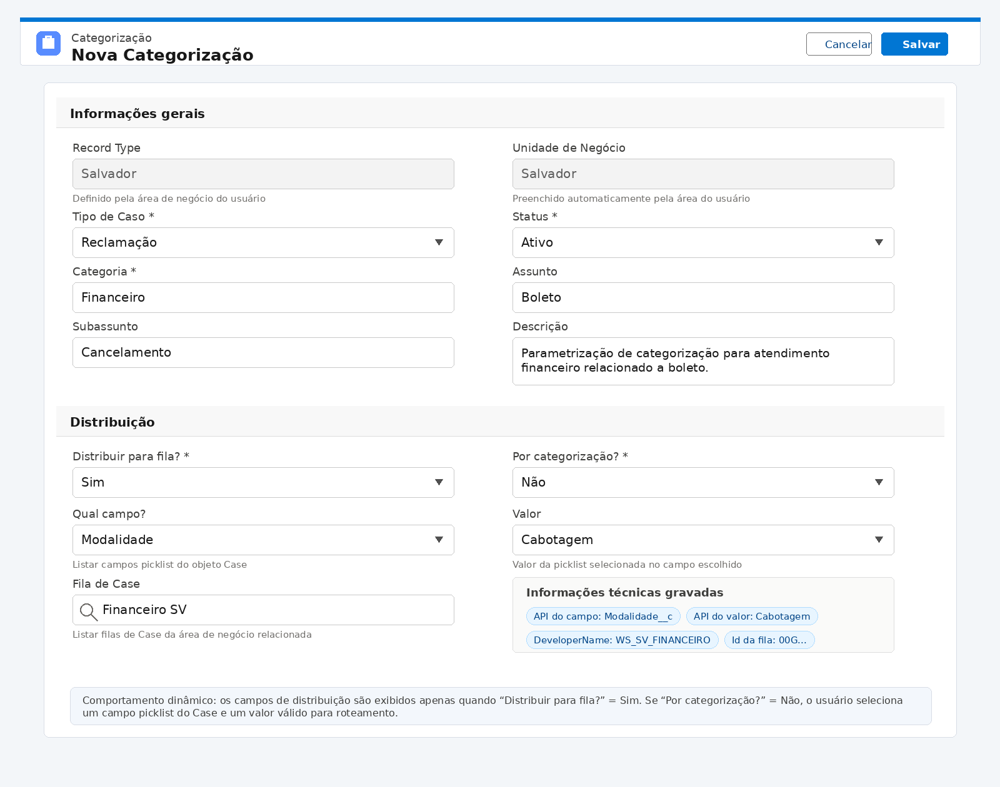 Categorização
Nova Categorização
Cancelar
Salvar
Informações gerais
Record Type
Salvador
Definido pela área de negócio do usuário
Unidade de Negócio
Salvador
Preenchido automaticamente pela área do usuário
Tipo de Caso *
Reclamação
Status *
Ativo
Categoria *
Financeiro
Assunto
Boleto
Subassunto
Cancelamento
Descrição
Parametrização de categorização para atendimento
financeiro relacionado a boleto.
Distribuição
Distribuir para fila? *
Sim
Por categorização? *
Não
Qual campo?
Modalidade
Listar campos picklist do objeto Case
Valor
Cabotagem
Valor da picklist selecionada no campo escolhido
Fila de Case
Financeiro SV
Listar filas de Case da área de negócio relacionada
Informações técnicas gravadas
API do campo: Modalidade__c
API do valor: Cabotagem
DeveloperName: WS_SV_FINANCEIRO
Id da fila: 00G...
Comportamento dinâmico: os campos de distribuição são exibidos apenas quando “Distribuir para fila?” = Sim. Se “Por categorização?” = Não, o usuário seleciona
um campo picklist do Case e um valor válido para roteamento.